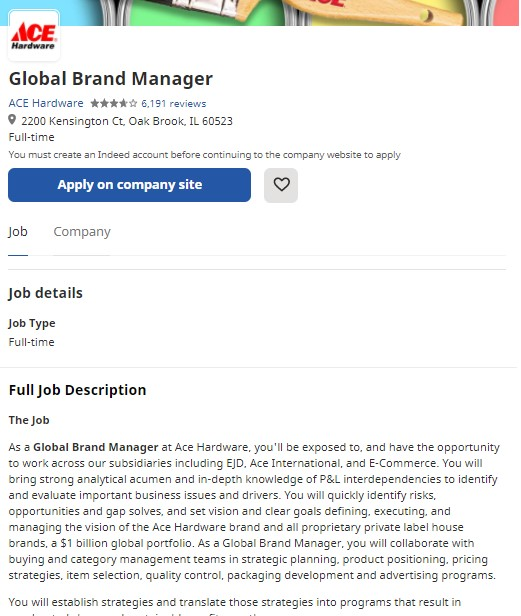 ACE
ACE
Hardware
Global Brand Manager
ACE Hardware 6,191 reviews
2200 Kensington Ct, Oak Brook, IL 60523
Full-time
You must create an Indeed account before continuing to the company website to apply
Apply on company site
Job Company
Job details
Job Type
Full-time
Full Job Description
The Job
As a Global Brand Manager at Ace Hardware, you'll be exposed to, and have the opportunity
to work across our subsidiaries including EJD, Ace International, and E-Commerce. You will
bring strong analytical acumen and in-depth knowledge of P&L interdependencies to identify
and evaluate important business issues and drivers. You will quickly identify risks,
opportunities and gap solves, and set vision and clear goals defining, executing, and
managing the vision of the Ace Hardware brand and all proprietary private label house
brands, a $1 billion global portfolio. As a Global Brand Manager, you will collaborate with
buying and category management teams in strategic planning, product positioning, pricing
strategies, item selection, quality control, packaging development and advertising programs.
You will establish strategies and translate those strategies into programs that result in